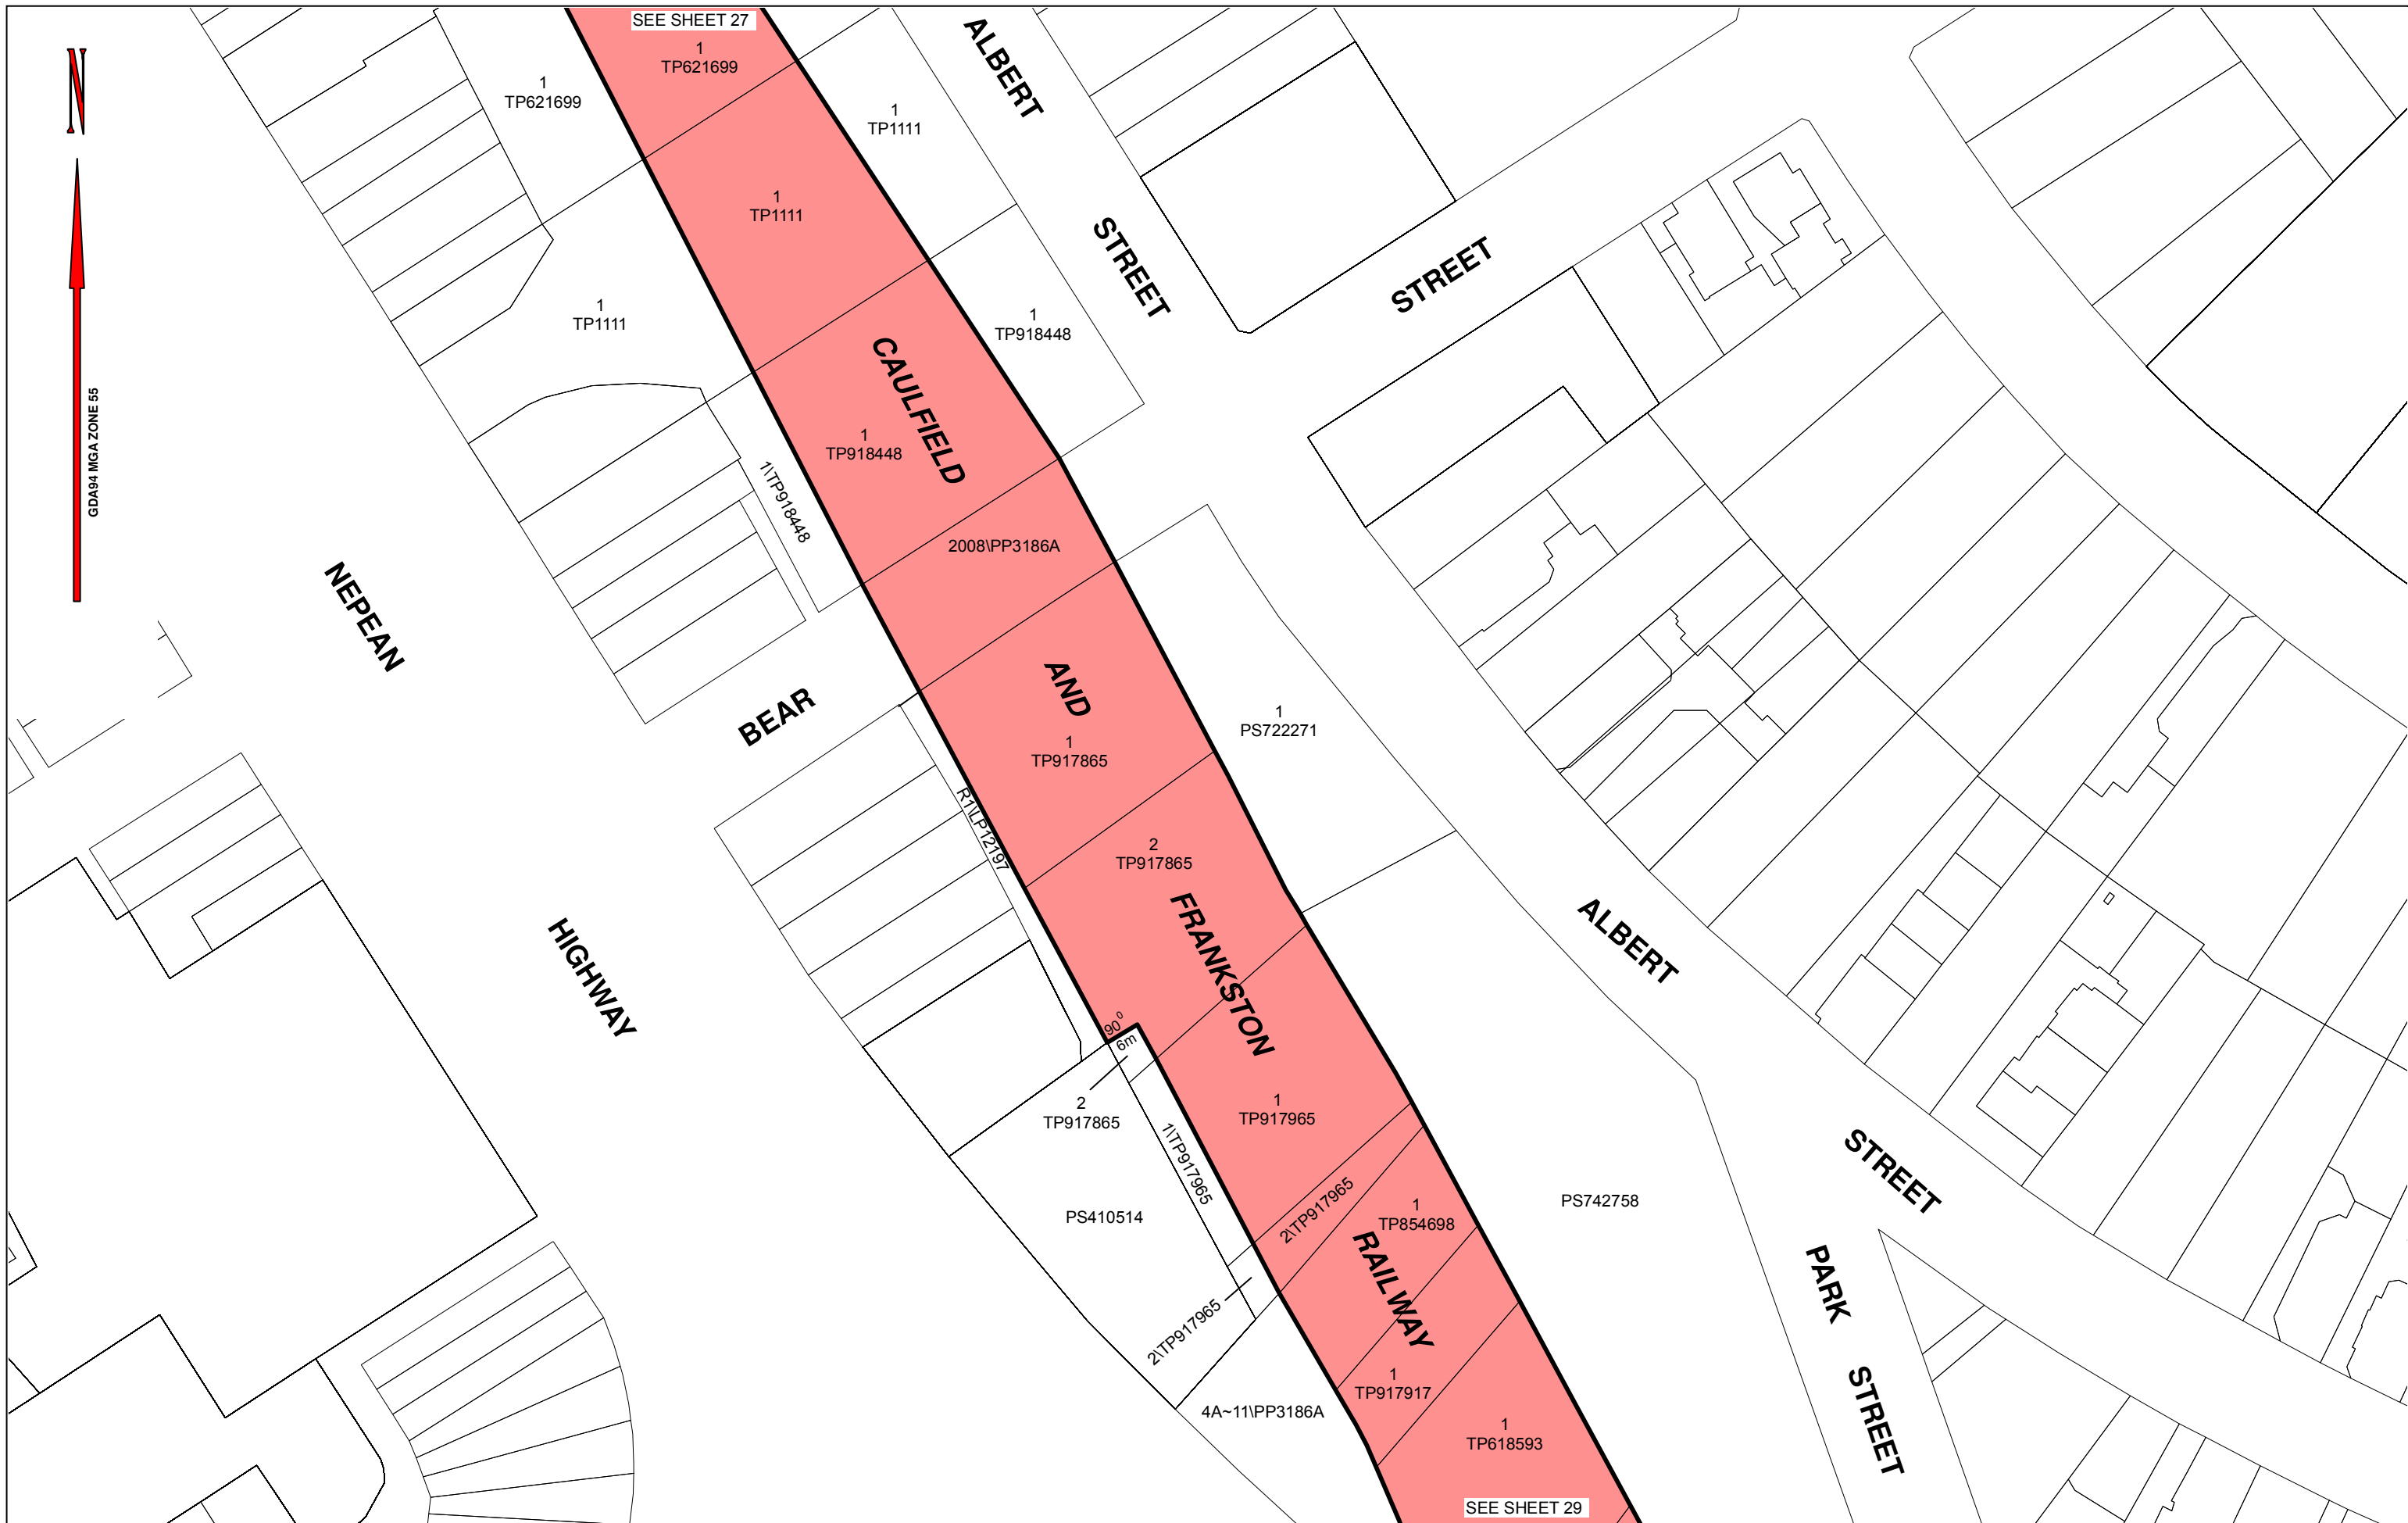 SEE SHEET 27
1
TP621699
N
GDA94 MGA ZONE 55
1
TP621699
1
TP1111
ALBERT
STREET
1
TP1111
STREET
1
TP1111
1
TP918448
CAULFIELD
1
TP918448
1\TP918448
2008\PP3186A
NEPEAN
HIGHWAY
BEAR
AND
1
TP917865
1
PS722271
R1\LP12197
2
TP917865
FRANKSTON
ALBERT
STREET
90⁰
6m
2
TP917865
1
TP917965
1\TP917965
PS410514
2\TP917965
1
TP854698
PS742758
RAILWAY
PARK
STREET
2\TP917965
1
TP917917
4A~11\PP3186A
1
TP618593
SEE SHEET 29